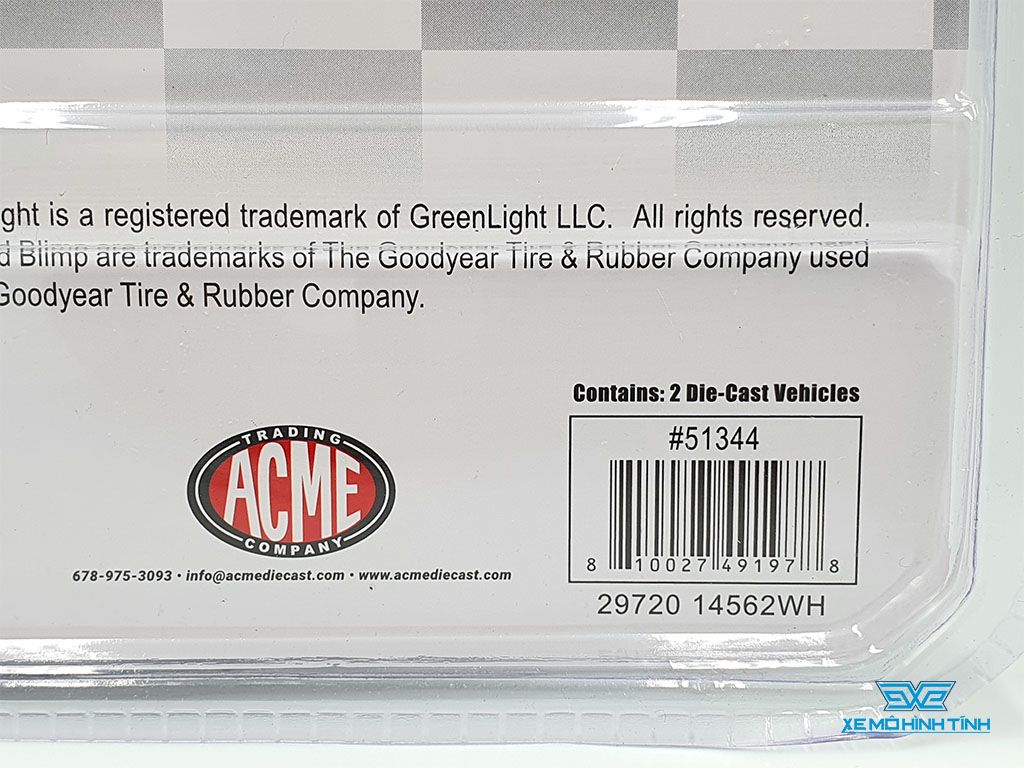 ght is a registered trademark of GreenLight LLC. All rights reserved.
d Blimp are trademarks of The Goodyear Tire & Rubber Company used
Goodyear Tire & Rubber Company.
Contains: 2 Die-Cast Vehicles
#51344
8 10027 49197 8
29720 14562WH
TRADING
ACME
COMPANY
678-975-3093 • info@acmediecast.com • www.acmediecast.com
XE MÔ HÌNH TĨNH